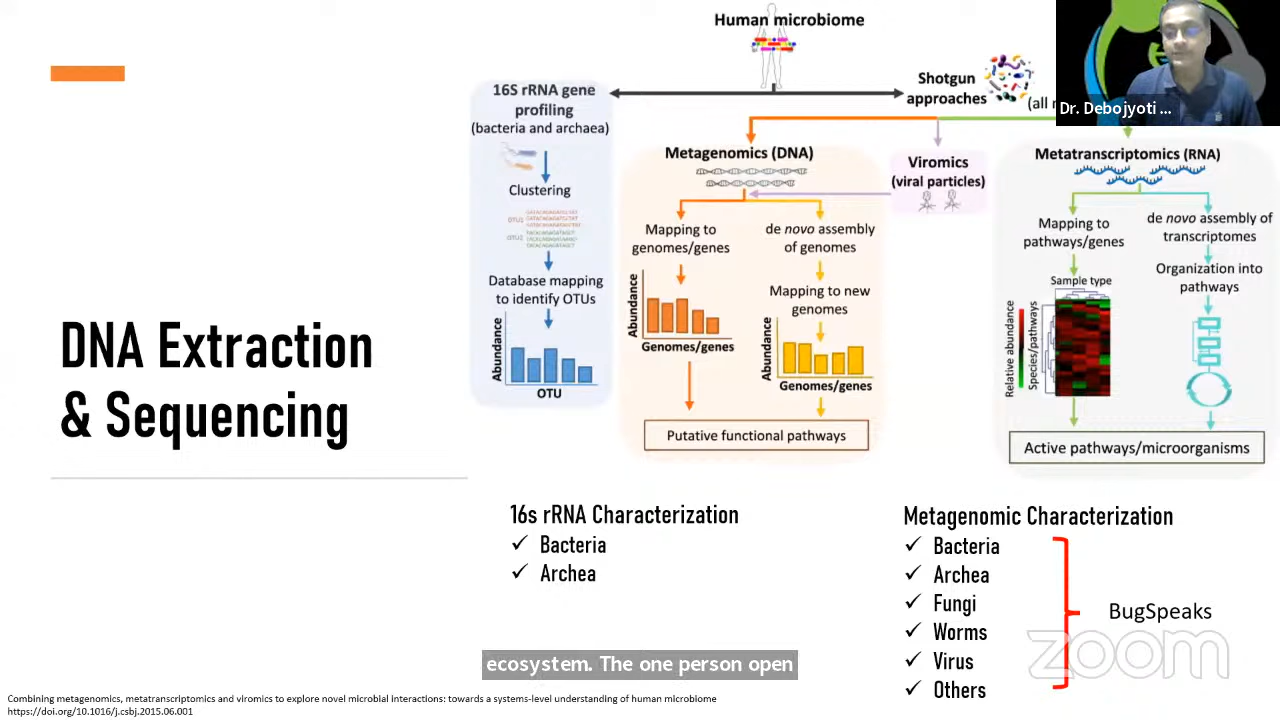 Human microbiome
16S rRNA gene
profiling
(bacteria and archaea)
Shotgun
approaches
(all
Dr. Debojyoti ...
Clustering
OTU1
OTU2
Database mapping
to identify OTUs
Abundance
OTU
Metagenomics (DNA)
Mapping to
genomes/genes
Abundance
Genomes/genes
de novo assembly
of genomes
Mapping to new
genomes
Abundance
Genomes/genes
Putative functional pathways
Viromics
(viral particles)
Metatranscriptomics (RNA)
Mapping to
pathways/genes
Sample type
Relative abundance
Species/pathways
de novo assembly of
transcriptomes
Organization into
pathways
Active pathways/microorganisms
DNA Extraction
& Sequencing
16s rRNA Characterization
✓ Bacteria
✓ Archea
Metagenomic Characterization
✓ Bacteria
✓ Archea
✓ Fungi
✓ Worms
✓ Virus
✓ Others
BugSpeaks
zoom
ecosystem. The one person open
Combining metagenomics, metatranscriptomics and viromics to explore novel microbial interactions: towards a systems-level understanding of human microbiome
https://doi.org/10.1016/j.csbj.2015.06.001